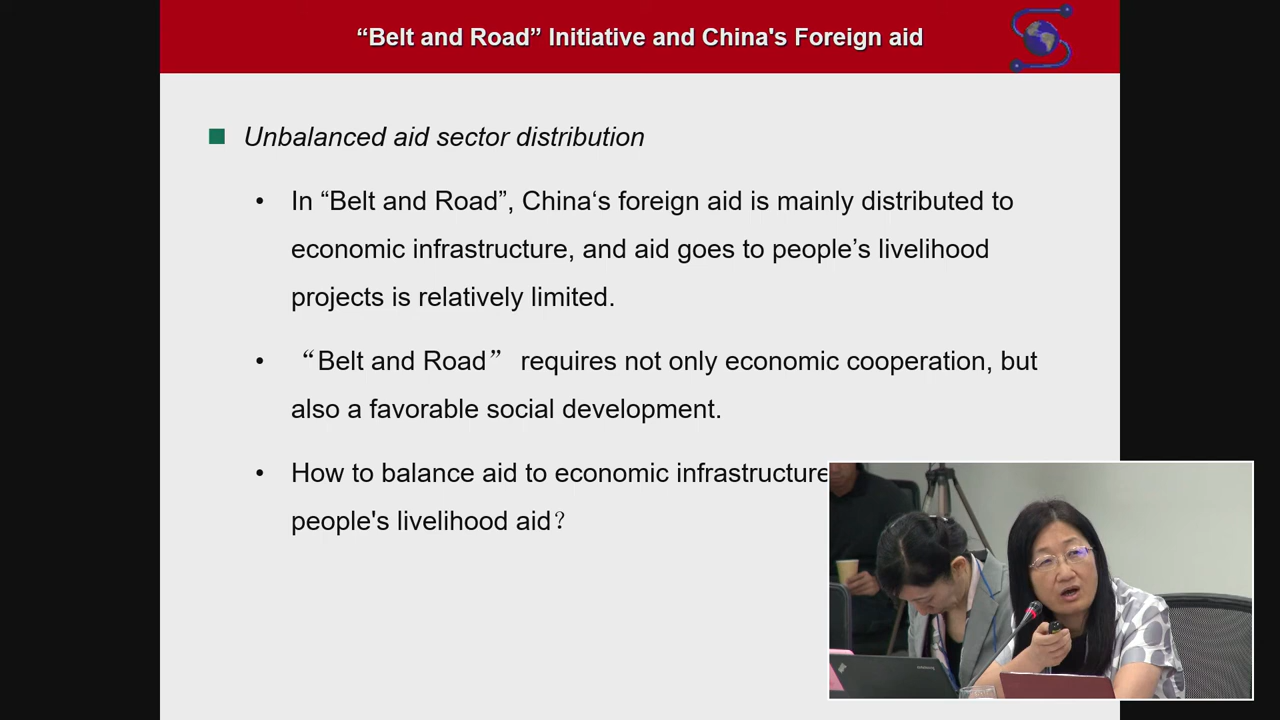 “Belt and Road” Initiative and China's Foreign aid
Unbalanced aid sector distribution
• In “Belt and Road”, China‘s foreign aid is mainly distributed to
economic infrastructure, and aid goes to people’s livelihood
projects is relatively limited.
• “Belt and Road” requires not only economic cooperation, but
also a favorable social development.
• How to balance aid to economic infrastructure
people's livelihood aid？